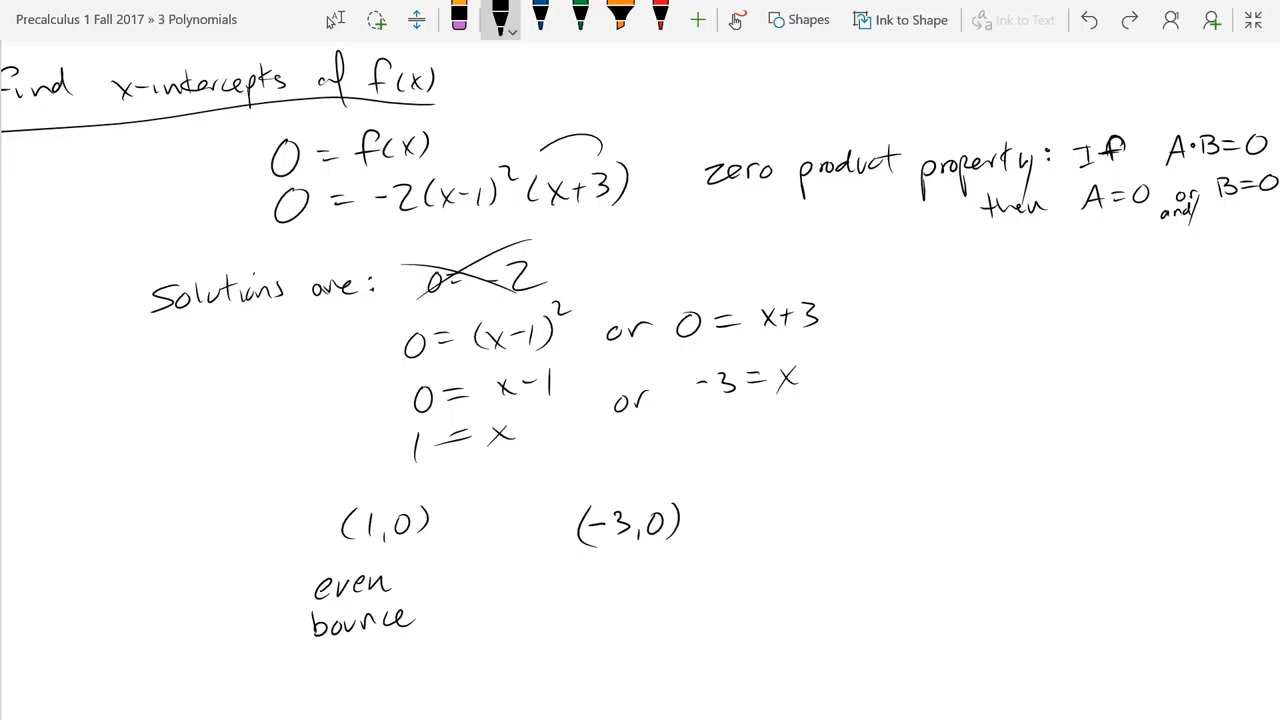 Precalculus 1 Fall 2017 » 3 Polynomials
Shapes
Ink to Shape
Ink to Text
Find x-intercepts of f(x)
0 = f(x)
0 = -2(x-1)² (x+3)
zero product property: If A·B=0
then A=0 and/or B=0
Solutions are: 0 = -2
0 = (x-1)² or 0 = x+3
0 = x-1 or -3 = x
1 = x
(1,0) (-3,0)
even
bounce